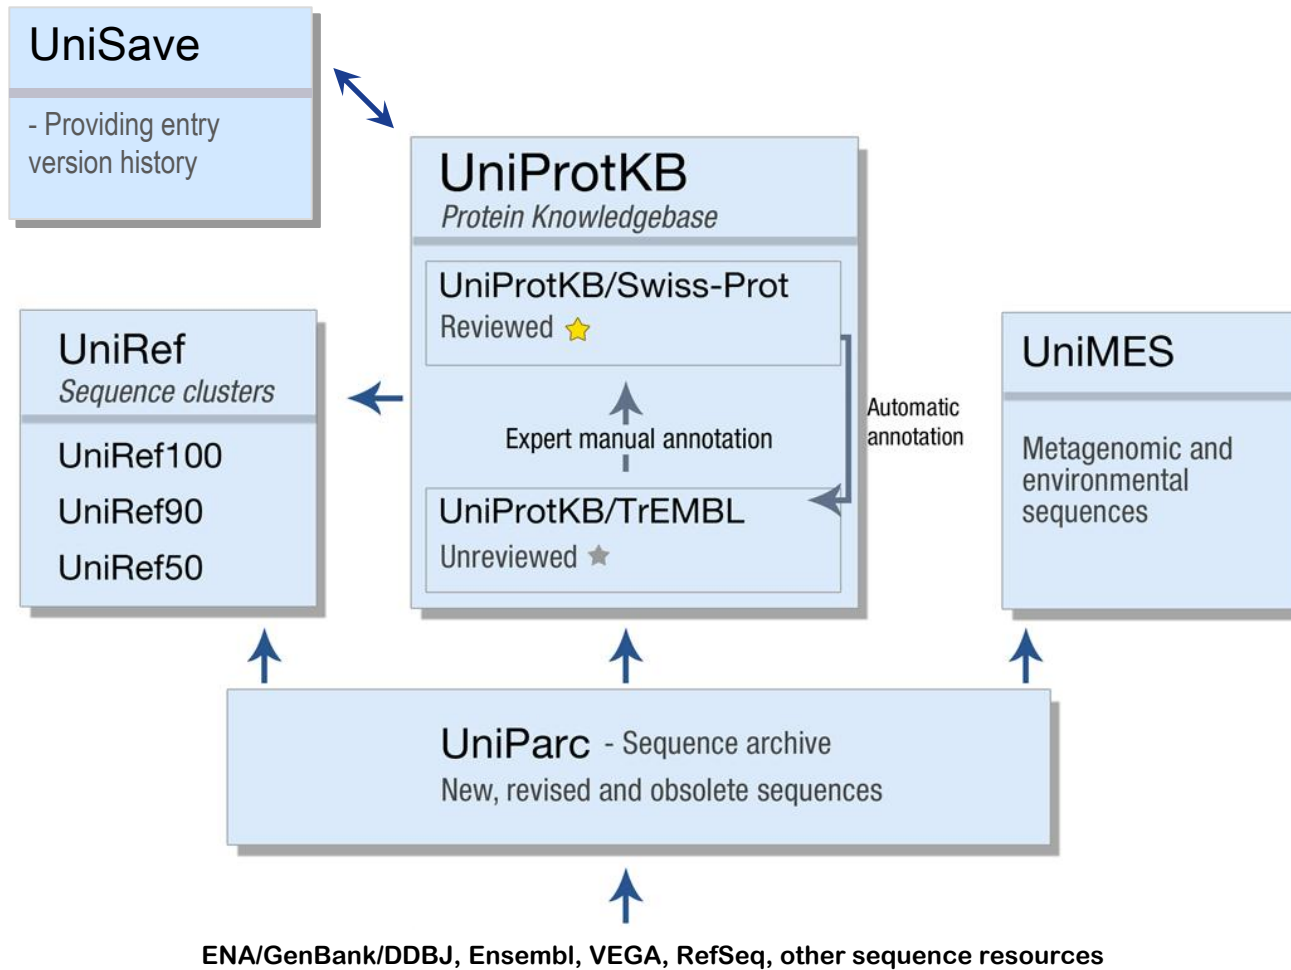 UniSave
- Providing entry
version history
UniProtKB
Protein Knowledgebase
UniProtKB/Swiss-Prot
Reviewed
Expert manual annotation
UniProtKB/TrEMBL
Unreviewed
Automatic
annotation
UniRef
Sequence clusters
UniRef100
UniRef90
UniRef50
UniMES
Metagenomic and
environmental
sequences
UniParc - Sequence archive
New, revised and obsolete sequences
ENA/GenBank/DDBJ, Ensembl, VEGA, RefSeq, other sequence resources